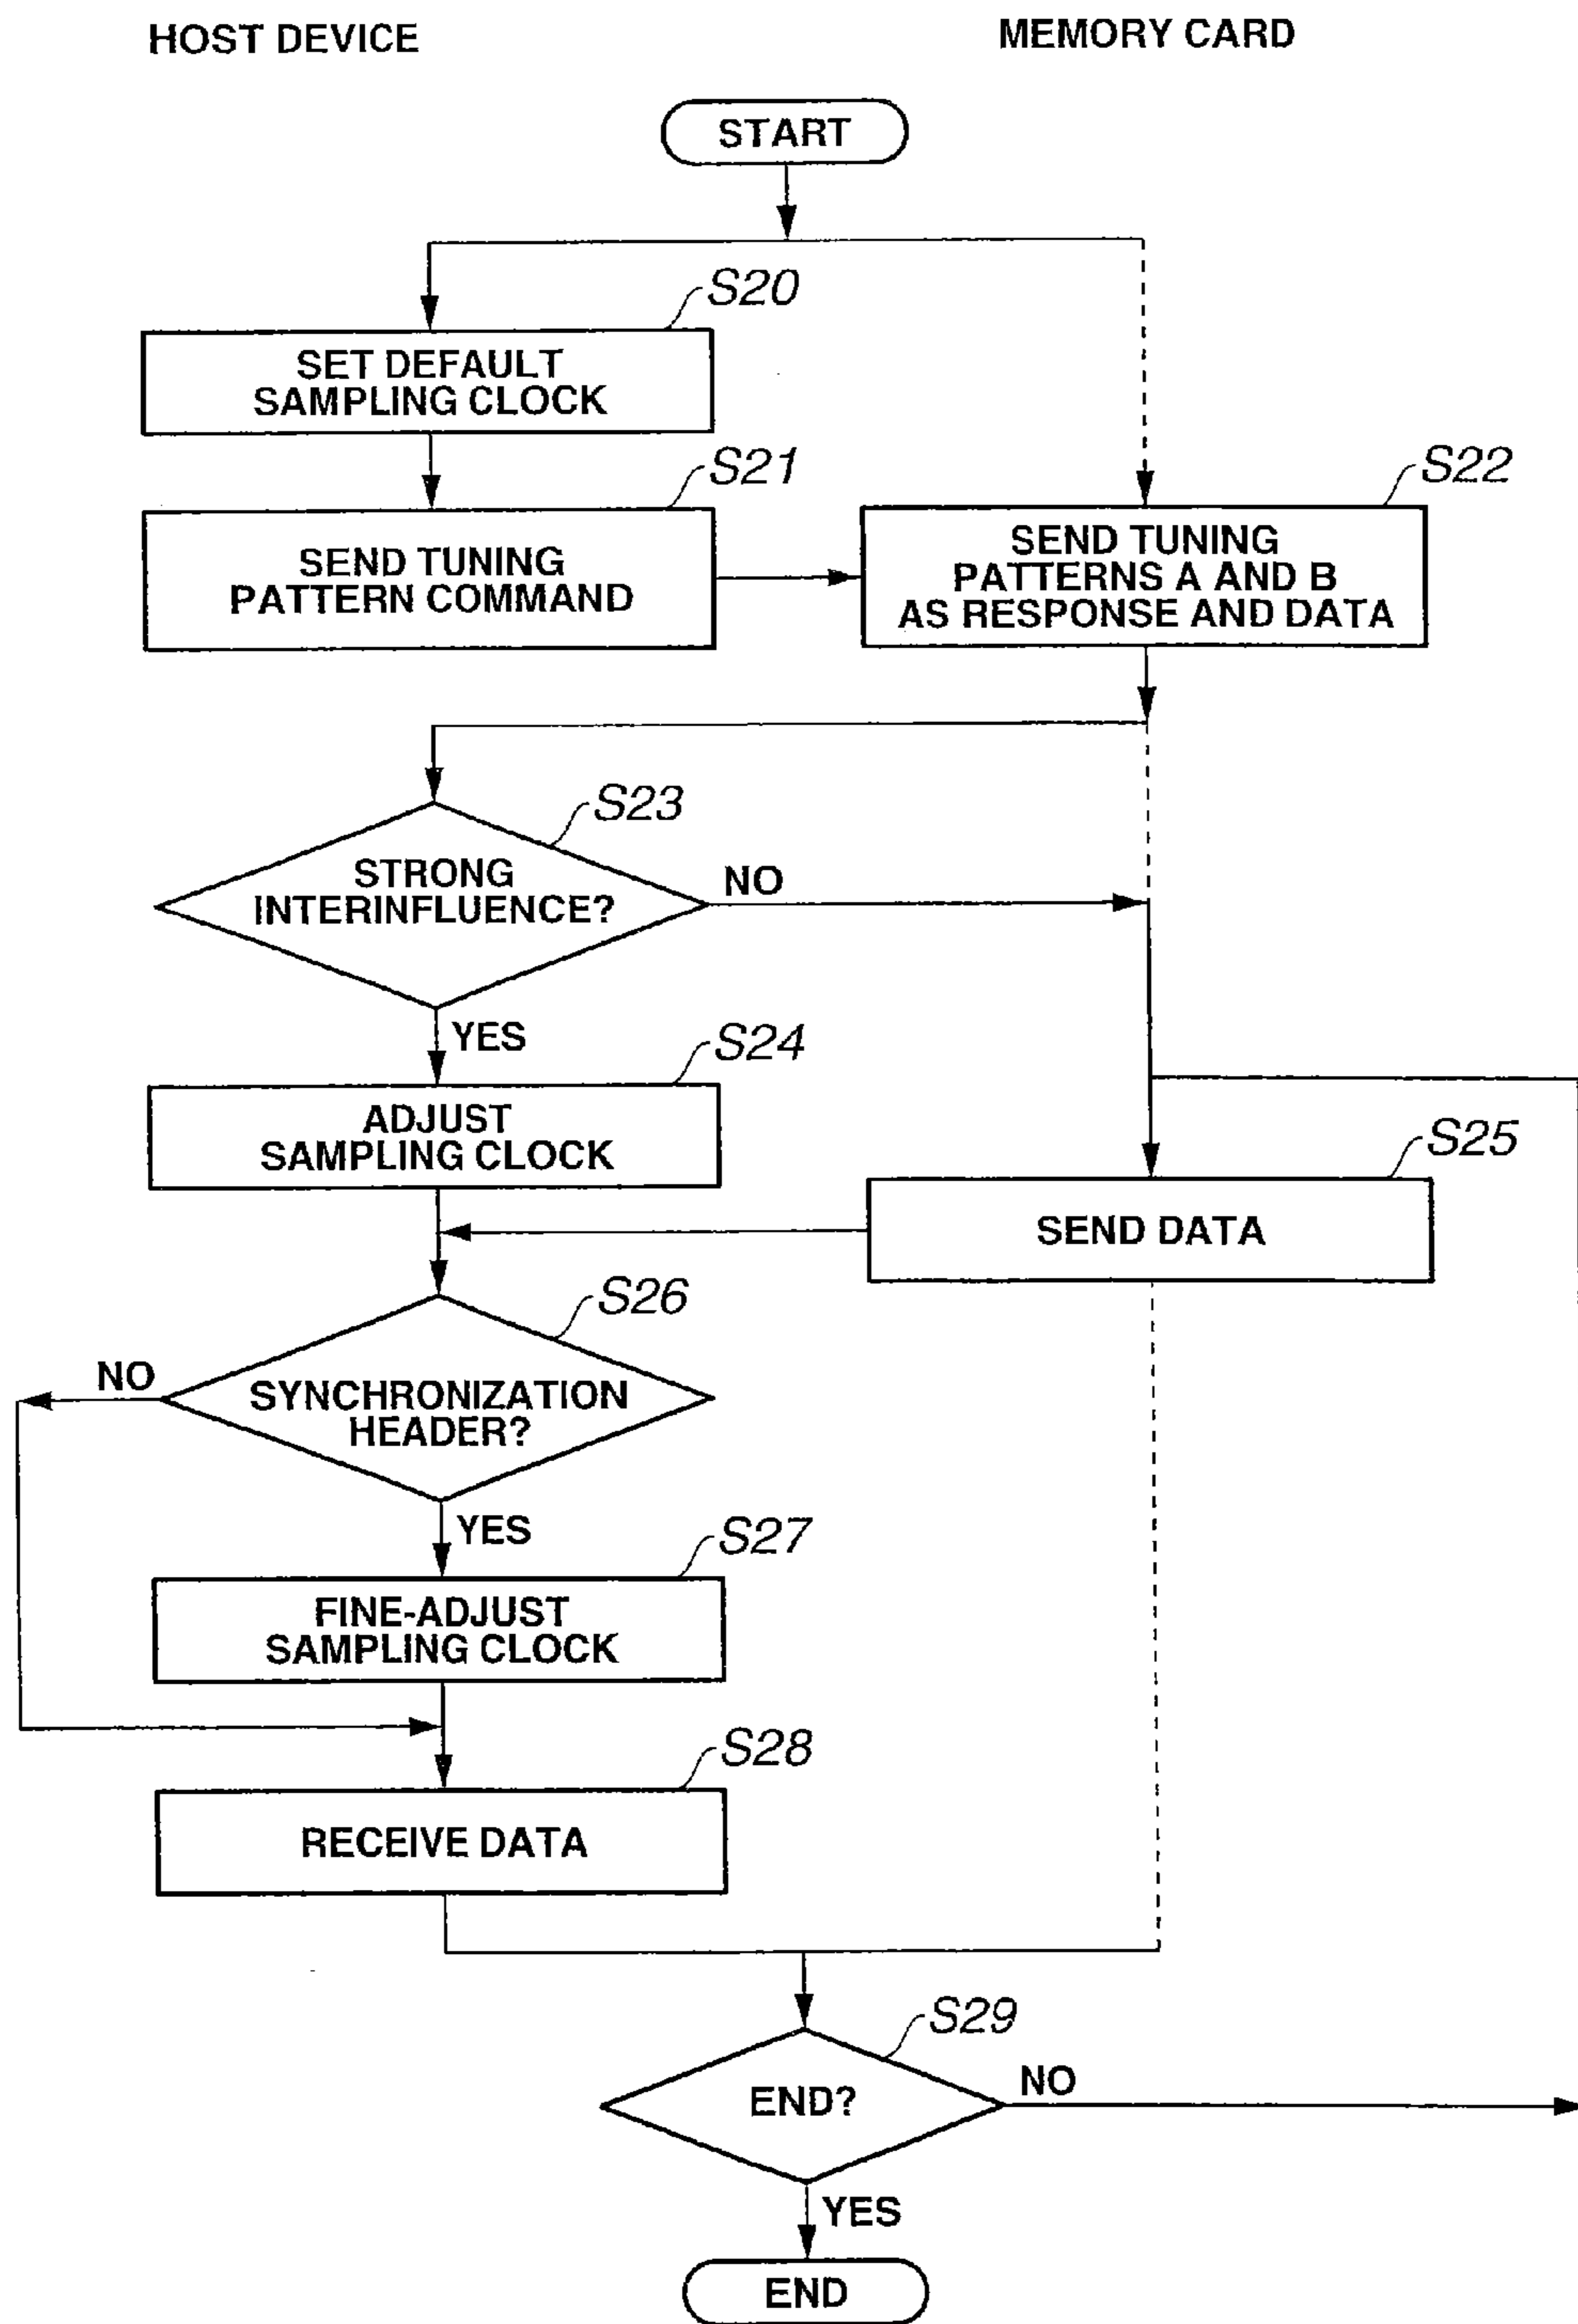 HOST DEVICE
MEMORY CARD
START
S20
SET DEFAULT
SAMPLING CLOCK
S21
SEND TUNING
PATTERN COMMAND
S22
SEND TUNING
PATTERNS A AND B
AS RESPONSE AND DATA
S23
STRONG
INTERINFLUENCE?
NO
YES
S24
ADJUST
SAMPLING CLOCK
S25
SEND DATA
S26
NO
SYNCHRONIZATION
HEADER?
YES
S27
FINE-ADJUST
SAMPLING CLOCK
S28
RECEIVE DATA
S29
END?
NO
YES
END